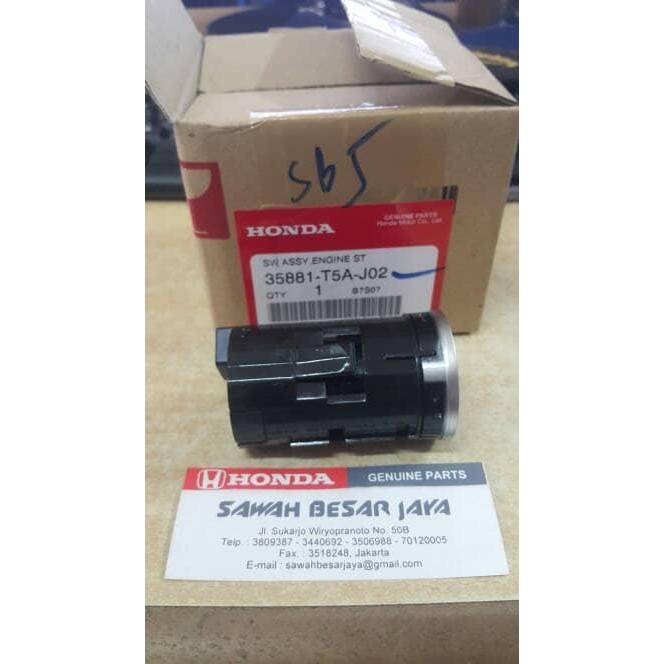 sbJ
HONDA
GENUINE PARTS
Honda Motor Co., Ltd.
SW ASSY,ENGINE ST
35881-T5A-J02
QTY 1 B7S07
HONDA GENUINE PARTS
SAWAH BESAR JAYA
Jl. Sukarjo Wiryopranoto No. 50B
Telp. : 3809387 - 3440692 - 3506988 - 70120005
Fax. : 3518248, Jakarta
E-mail : sawahbesarjaya@gmail.com